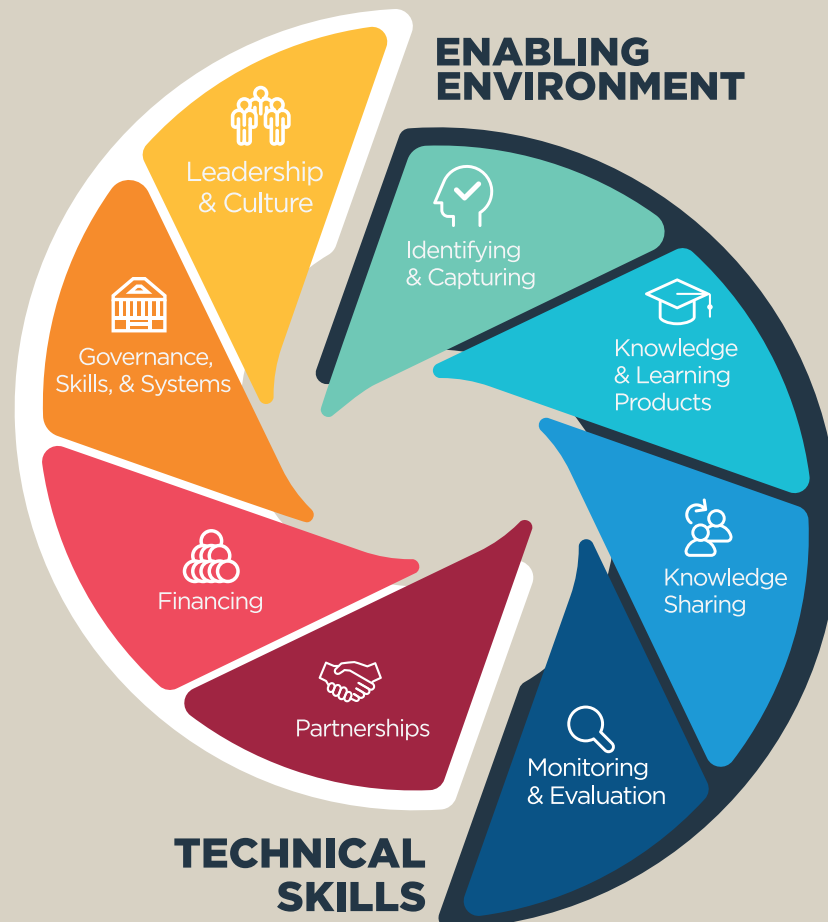 ENABLING
ENVIRONMENT
Leadership
& Culture
Identifying
& Capturing
Governance,
Skills, & Systems
Knowledge
& Learning
Products
Financing
Knowledge
Sharing
Partnerships
Monitoring
& Evaluation
TECHNICAL
SKILLS